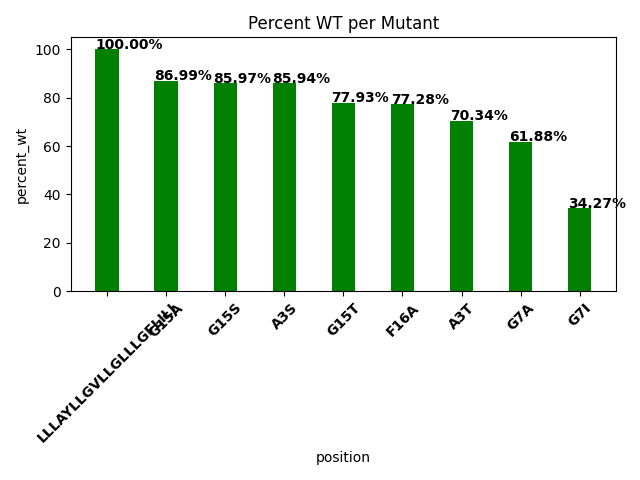 Percent WT per Mutant
percent_wt
100
80
60
40
20
0
100.00%
86.99%
85.97%
85.94%
77.93%
77.28%
70.34%
61.88%
34.27%
G15A
G15S
A3S
G15T
F16A
A3T
G7A
G7I
position